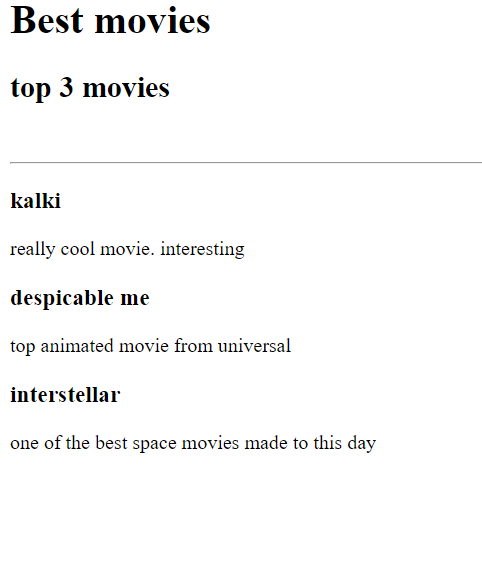 Best movies
top 3 movies
kalki
really cool movie. interesting
despicable me
top animated movie from universal
interstellar
one of the best space movies made to this day